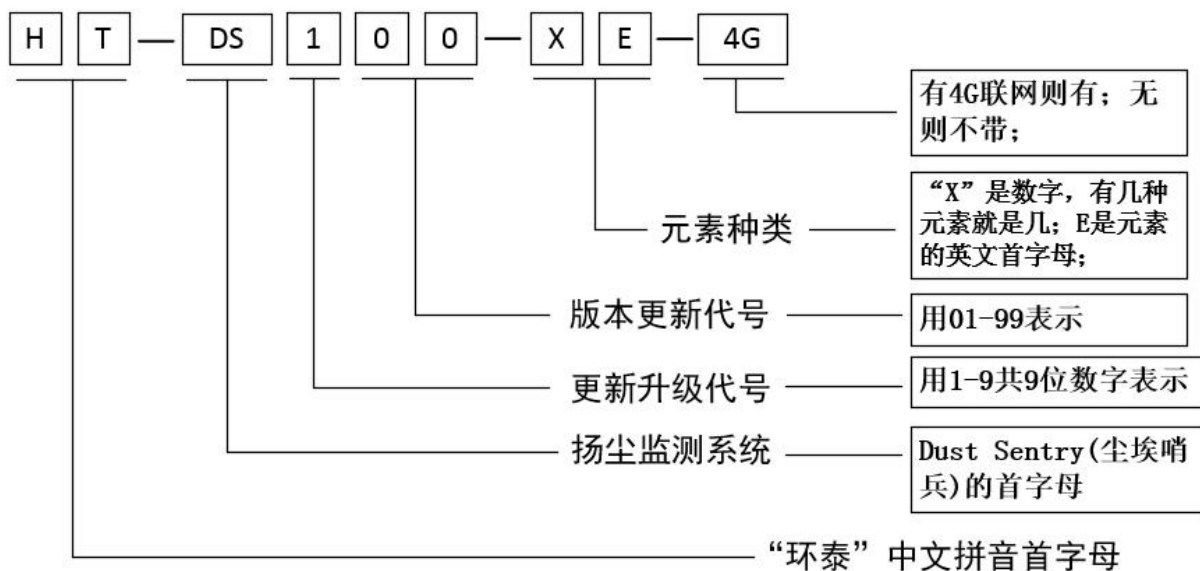 HT—DS100—XE—4G
有4G联网则有；无
则不带；
“X”是数字，有几种
元素就是几；E是元素
的英文首字母；
元素种类
版本更新代号
用01-99表示
更新升级代号
用1-9共9位数字表示
扬尘监测系统
Dust Sentry(尘埃哨
兵)的首字母
“环泰”中文拼音首字母